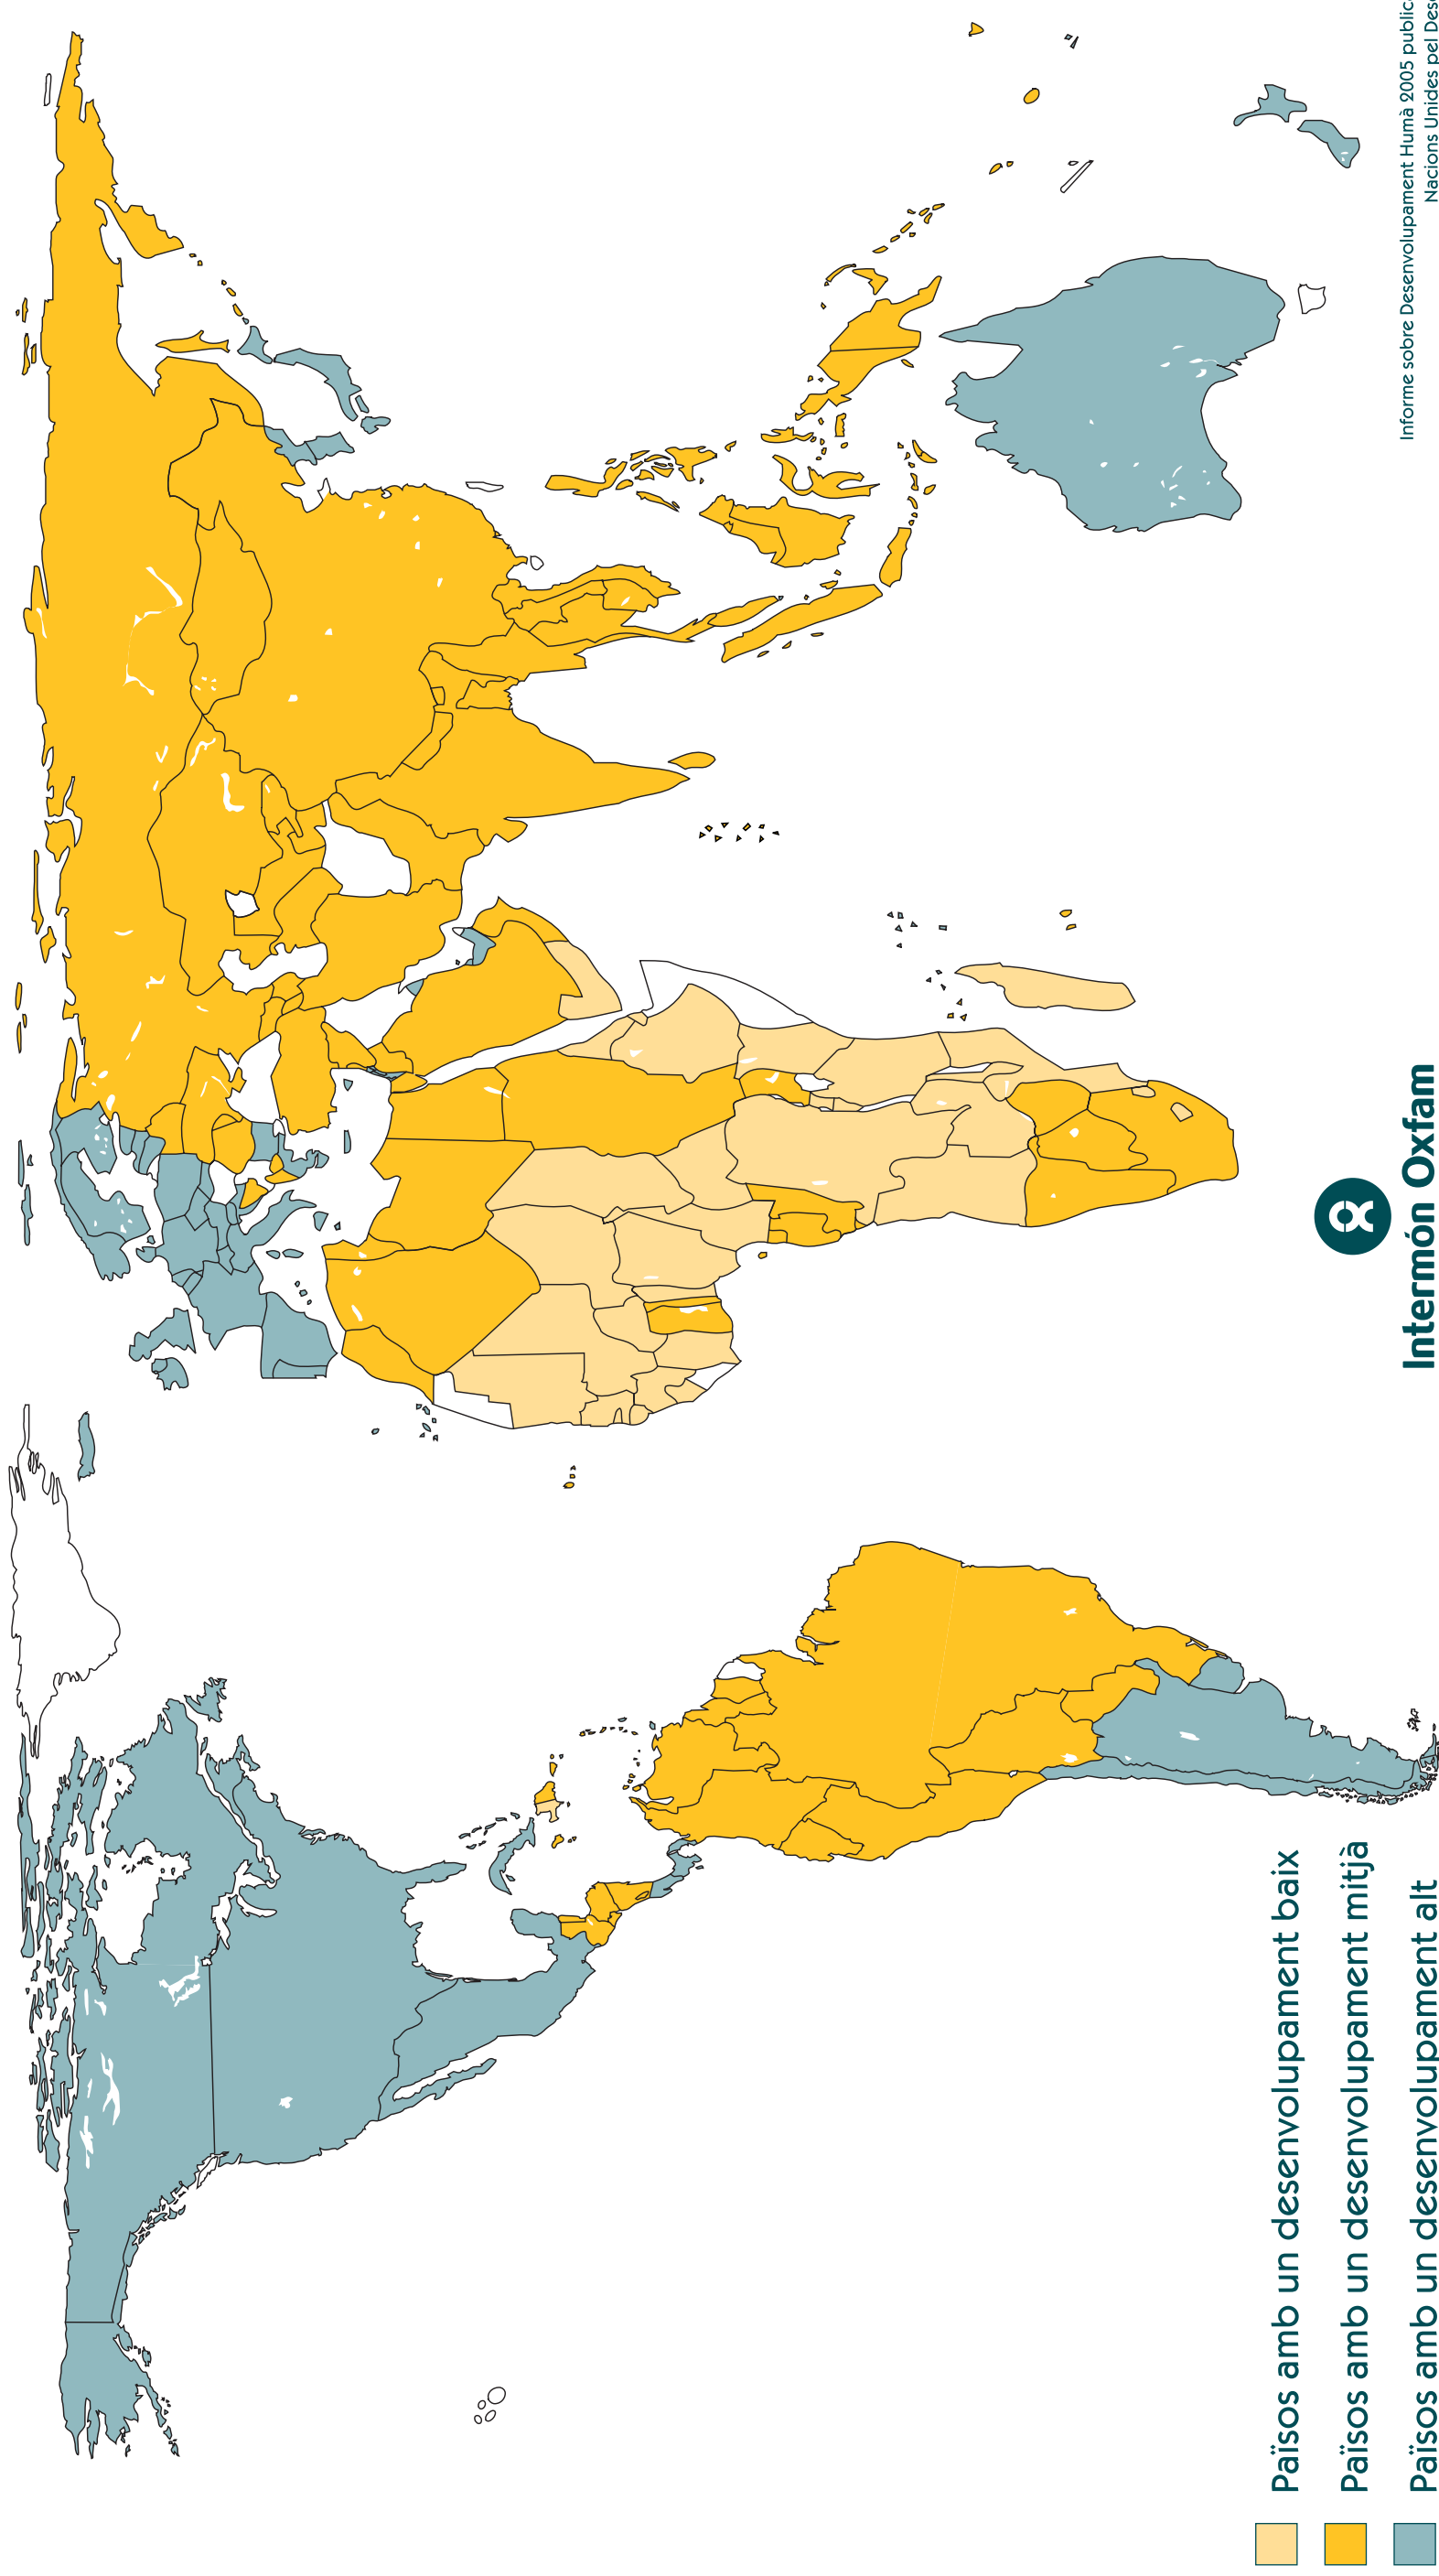 Països amb un desenvolupament baix
Països amb un desenvolupament mitjà
Països amb un desenvolupament alt
Intermón Oxfam
Informe sobre Desenvolupament Humà 2005
Nacions Unides pel